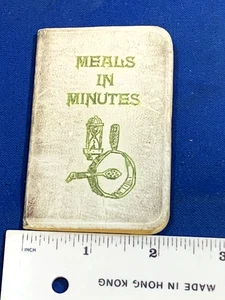 MEALS
IN
MINUTES
INCH 1 2 3
MADE IN HONG KONG